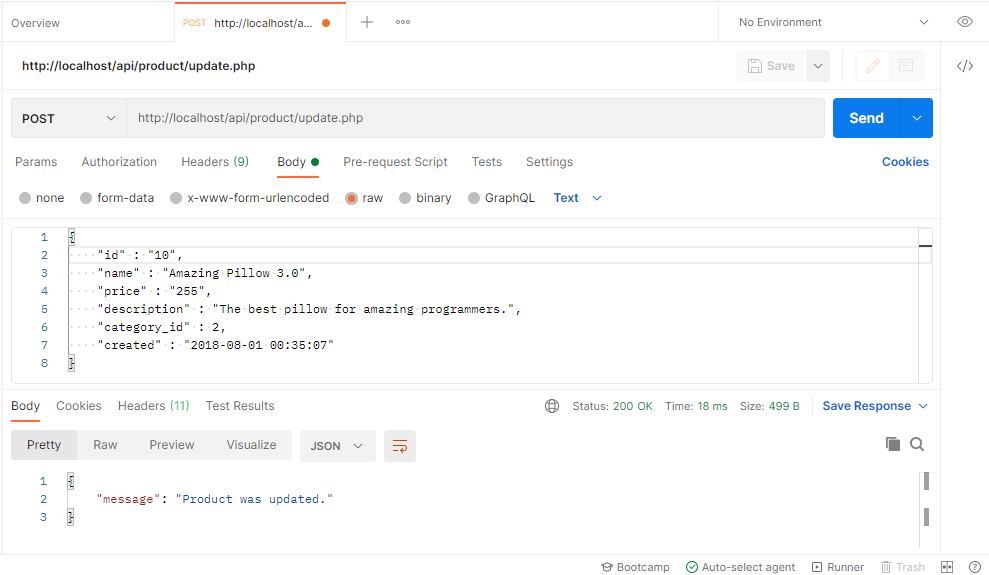 Overview
POST http://localhost/a...
No Environment
http://localhost/api/product/update.php
Save
POST http://localhost/api/product/update.php
Send
Params Authorization Headers (9) Body Pre-request Script Tests Settings Cookies
none form-data x-www-form-urlencoded raw binary GraphQL Text
1 {
2 "id" : "10",
3 "name" : "Amazing Pillow 3.0",
4 "price" : "255",
5 "description" : "The best pillow for amazing programmers.",
6 "category_id" : 2,
7 "created" : "2018-08-01 00:35:07"
8 }
Body Cookies Headers (11) Test Results Status: 200 OK Time: 18 ms Size: 499 B Save Response
Pretty Raw Preview Visualize JSON
1 {
2 "message": "Product was updated."
3 }
Bootcamp Auto-select agent Runner Trash